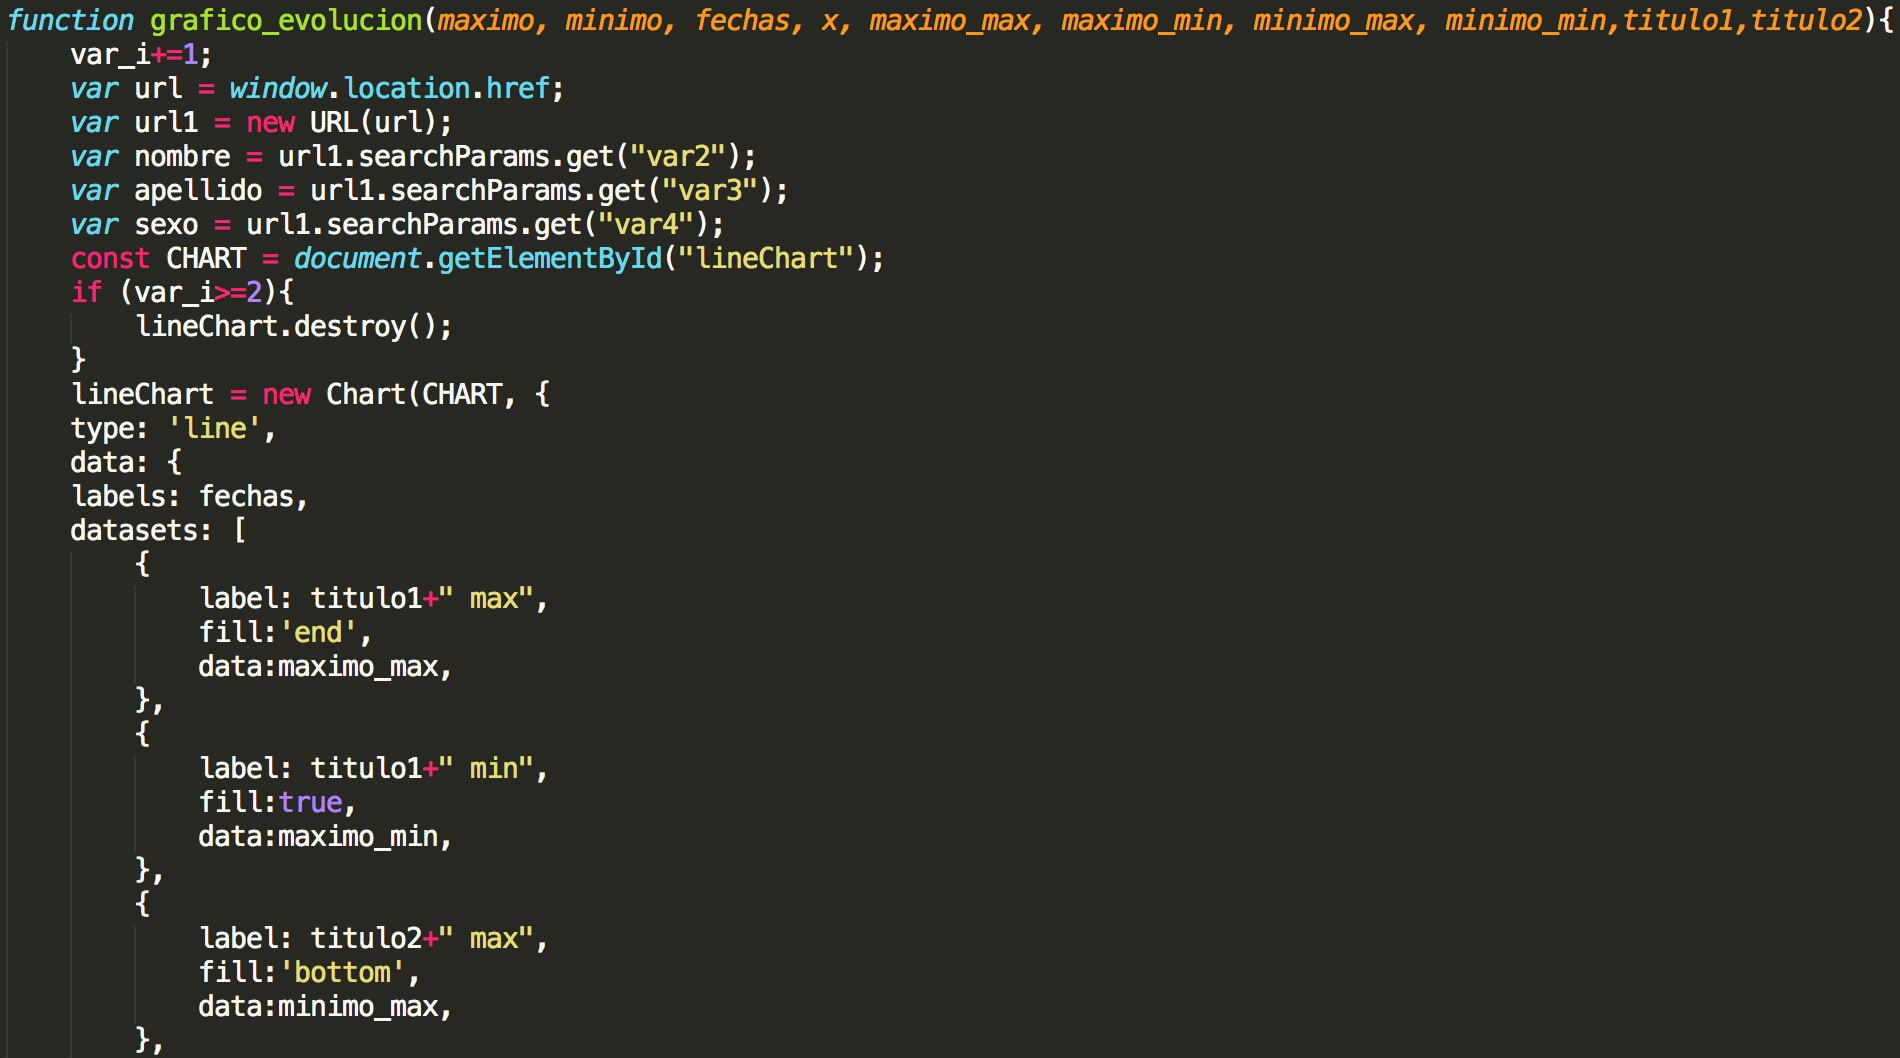 function grafico_evolucion(maximo, minimo, fechas, x, maximo_max, maximo_min, minimo_max, minimo_min,titulo1,titulo2){
    var_i+=1;
    var url = window.location.href;
    var url1 = new URL(url);
    var nombre = url1.searchParams.get("var2");
    var apellido = url1.searchParams.get("var3");
    var sexo = url1.searchParams.get("var4");
    const CHART = document.getElementById("lineChart");
    if (var_i>=2){
        lineChart.destroy();
    }
    lineChart = new Chart(CHART, {
    type: 'line',
    data: {
    labels: fechas,
    datasets: [
        {
            label: titulo1+" max",
            fill:'end',
            data:maximo_max,
        },
        {
            label: titulo1+" min",
            fill:true,
            data:maximo_min,
        },
        {
            label: titulo2+" max",
            fill:'bottom',
            data:minimo_max,
        },